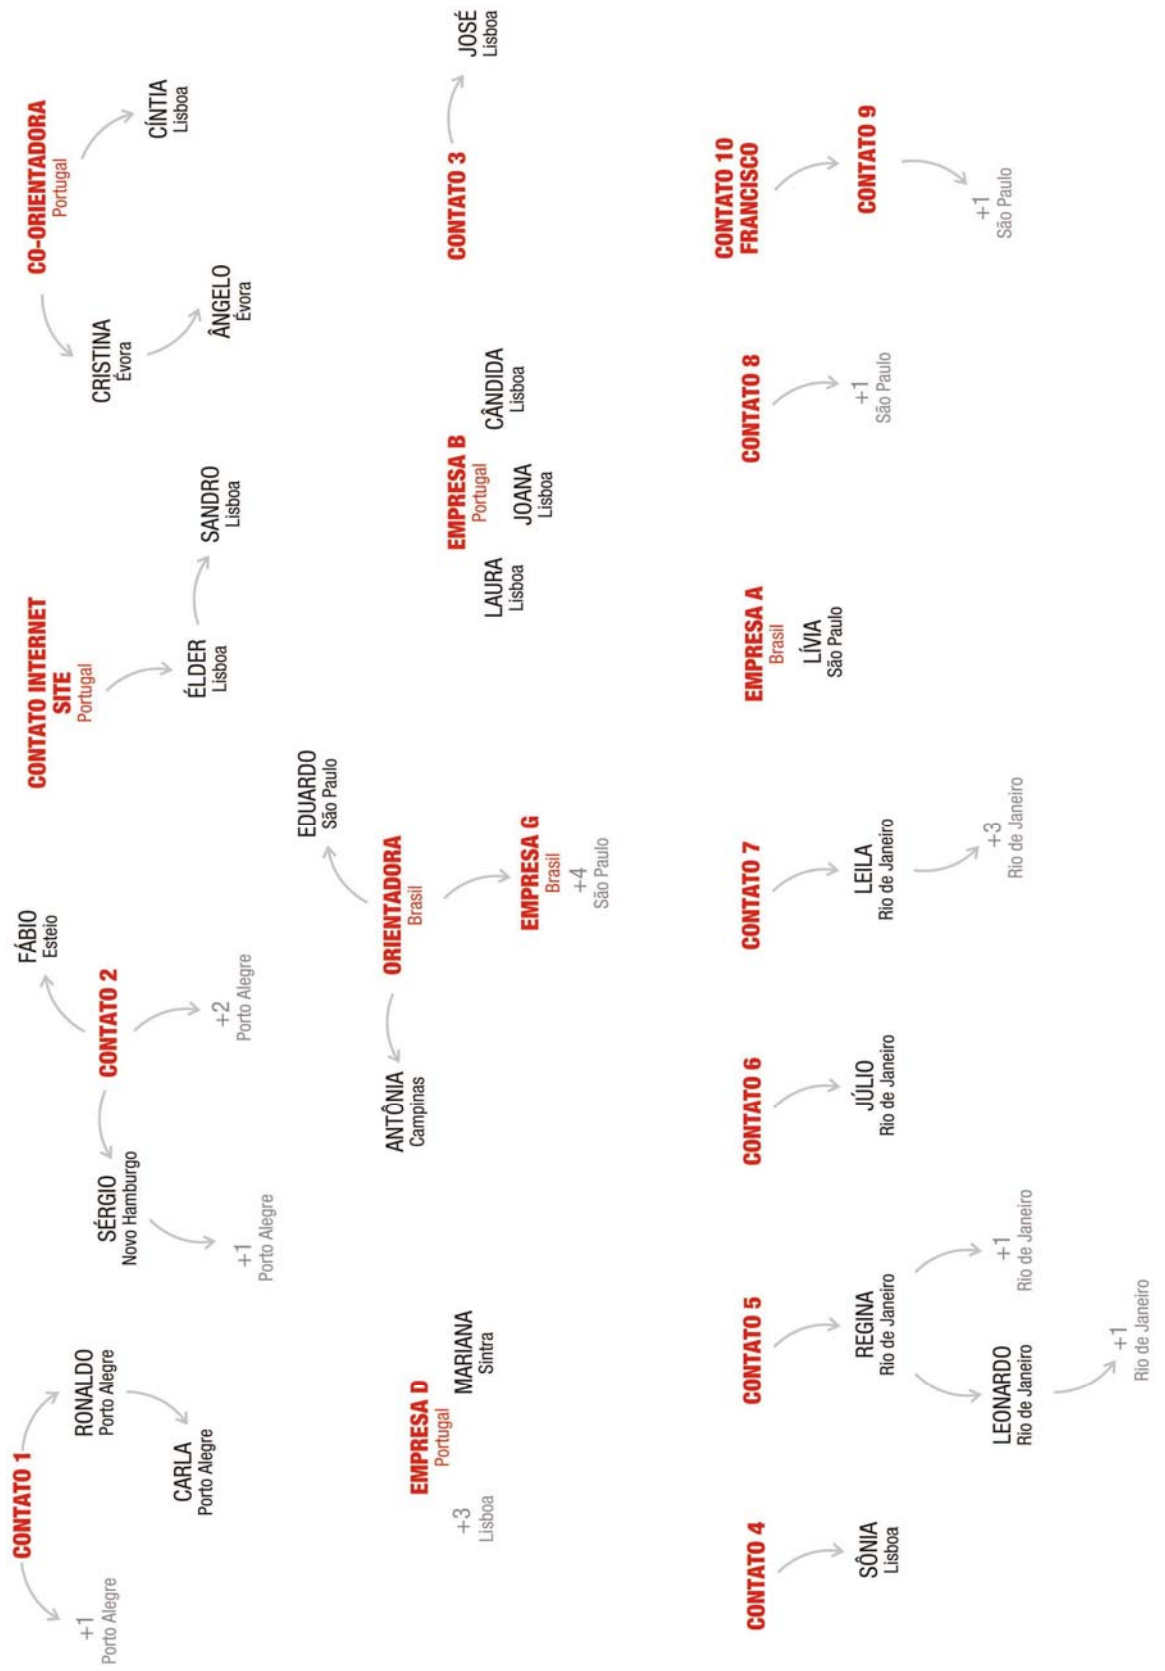 CONTATO 1
+1
Porto Alegre
RONALDO
Porto Alegre
CARLA
Porto Alegre
FÁBIO
Esteio
CONTATO 2
SÉRGIO
Novo Hamburgo
+2
Porto Alegre
+1
Porto Alegre
CONTATO INTERNET
SITE
Portugal
ÉLDER
Lisboa
SANDRO
Lisboa
CO-ORIENTADORA
Portugal
CRISTINA
Évora
ÂNGELO
Évora
CÍNTIA
Lisboa
EMPRESA D
Portugal
+3
Lisboa
MARIANA
Sintra
EDUARDO
São Paulo
ORIENTADORA
Brasil
ANTÔNIA
Campinas
EMPRESA G
Brasil
+4
São Paulo
EMPRESA B
Portugal
LAURA
Lisboa
JOANA
Lisboa
CÂNDIDA
Lisboa
CONTATO 3
JOSÉ
Lisboa
CONTATO 4
SÔNIA
Lisboa
CONTATO 5
REGINA
Rio de Janeiro
LEONARDO
Rio de Janeiro
+1
Rio de Janeiro
+1
Rio de Janeiro
CONTATO 6
JÚLIO
Rio de Janeiro
CONTATO 7
LEILA
Rio de Janeiro
+3
Rio de Janeiro
EMPRESA A
Brasil
LÍVIA
São Paulo
CONTATO 8
+1
São Paulo
CONTATO 10
FRANCISCO
CONTATO 9
+1
São Paulo